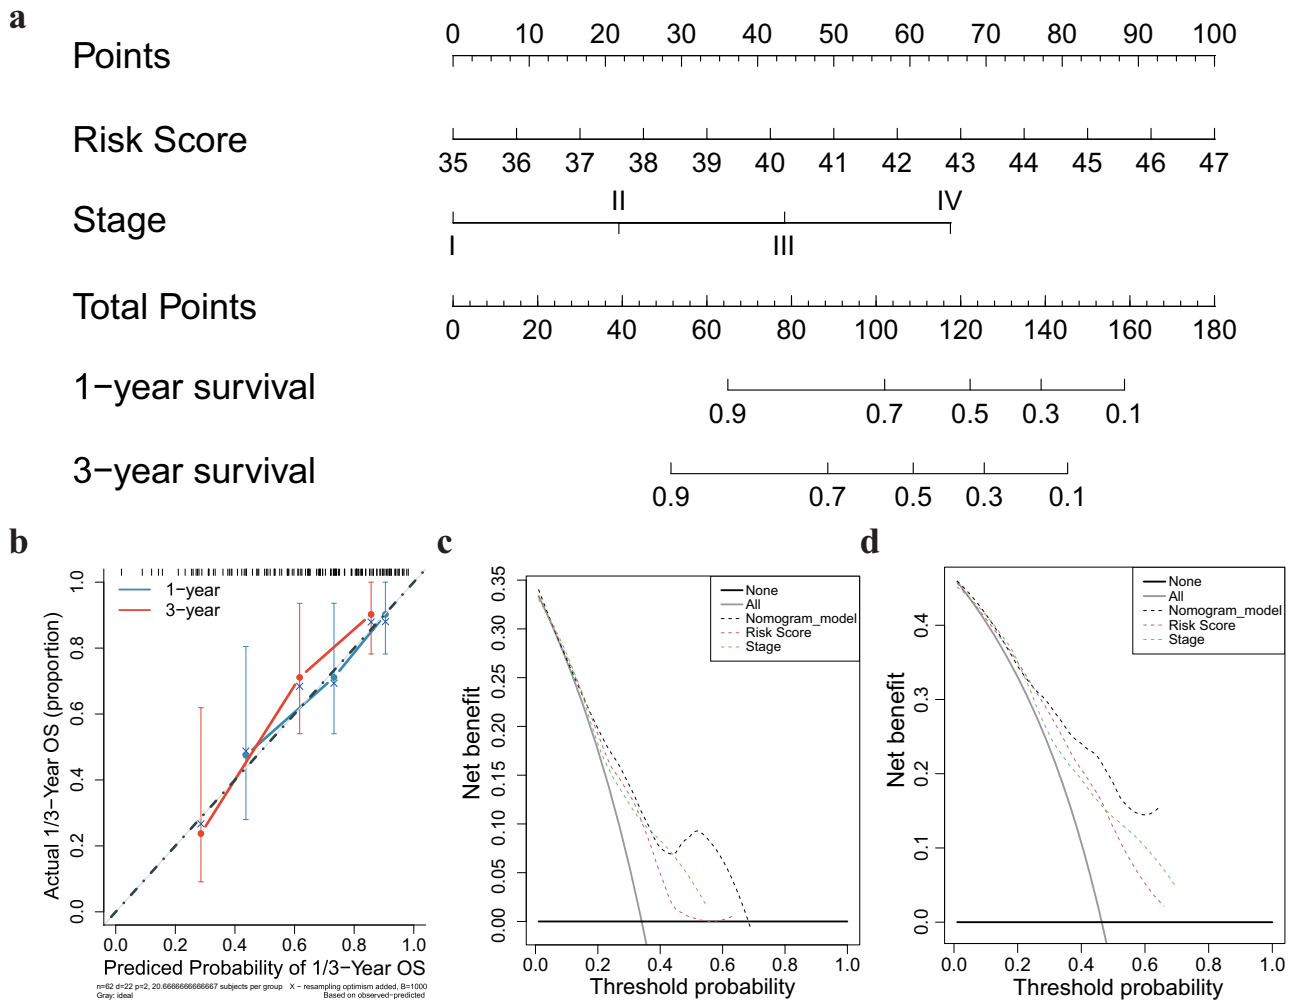 a
Points
0 10 20 30 40 50 60 70 80 90 100
Risk Score
35 36 37 38 39 40 41 42 43 44 45 46 47
II IV
Stage
I III
Total Points
0 20 40 60 80 100 120 140 160 180
1−year survival
0.9 0.7 0.5 0.3 0.1
3−year survival
0.9 0.7 0.5 0.3 0.1
b
1-year
3-year
Actual 1/3−Year OS (proportion)
1.0
0.8
0.6
0.4
0.2
0.0
0.0 0.2 0.4 0.6 0.8 1.0
Prediced Probability of 1/3−Year OS
n=62 d=22 p=2, 20.6666666666667 subjects per group
Gray: ideal
X − resampling optimism added, B=1000
Based on observed−predicted
c
None
All
Nomogram_model
Risk Score
Stage
Net benefit
0.35
0.30
0.25
0.20
0.15
0.10
0.05
0.00
0.0 0.2 0.4 0.6 0.8 1.0
Threshold probability
d
None
All
Nomogram_model
Risk Score
Stage
Net benefit
0.4
0.3
0.2
0.1
0.0
0.0 0.2 0.4 0.6 0.8 1.0
Threshold probability